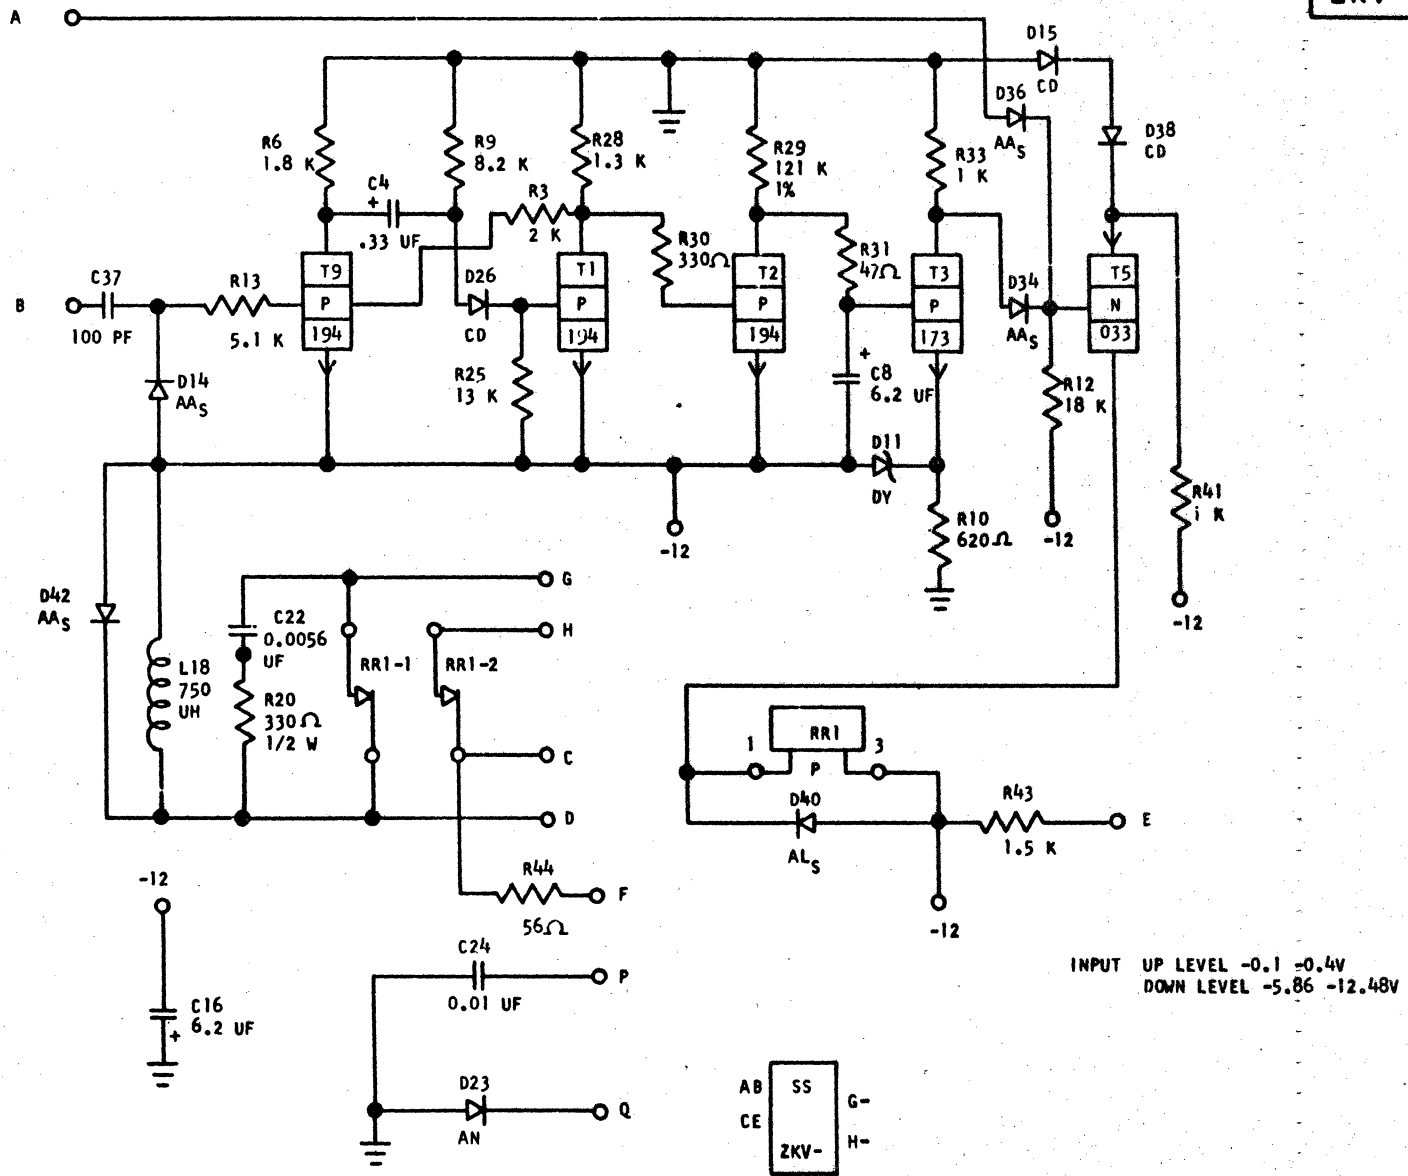 A
D15
CD
D36
AAS
D38
CD
R6
1.8 K
R9
8.2 K
R28
1.3 K
R29
121 K
1%
R33
1 K
C4
+
.33 UF
R3
2 K
R30
330Ω
R31
47Ω
C37
100 PF
B
R13
5.1 K
T9
P
194
D26
CD
T1
P
194
T2
P
194
T3
P
173
D34
AAS
T5
N
033
D14
AAS
R25
13 K
+
C8
6.2 UF
R12
18 K
D11
DY
R41
1 K
-12
R10
620Ω
-12
-12
D42
AAS
G
C22
0.0056
UF
H
L18
750
UH
RR1-1
RR1-2
R20
330Ω
1/2 W
C
D
1
RR1
3
P
D40
ALS
R43
1.5 K
E
-12
R44
56Ω
F
-12
C24
0.01 UF
P
INPUT UP LEVEL -0.1 -0.4V
DOWN LEVEL -5.86 -12.48V
C16
6.2 UF
+
D23
AN
Q
AB
SS
G-
CE
H-
ZKV-